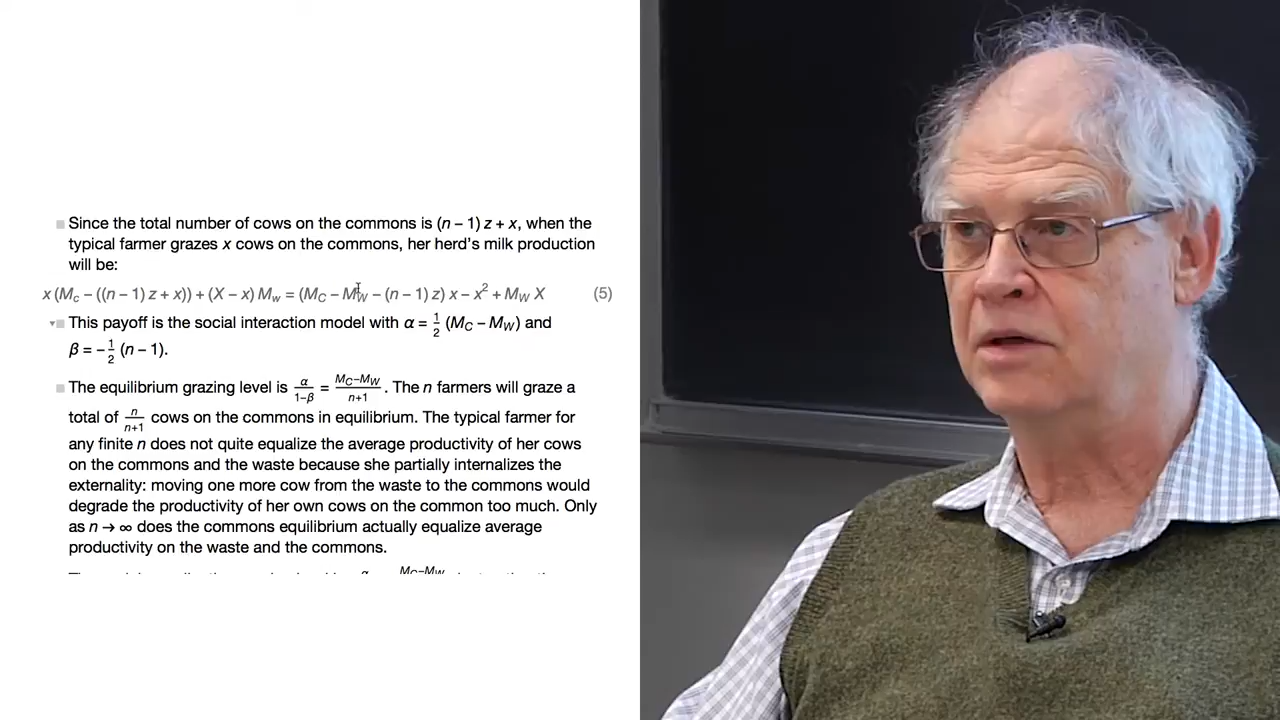 Since the total number of cows on the commons is (n – 1) z + x, when the
typical farmer grazes x cows on the commons, her herd's milk production
will be:
x (M_c – ((n – 1) z + x)) + (X – x) M_w = (M_C – M_W – (n – 1) z) x – x² + M_W X (5)
This payoff is the social interaction model with α = 1/2 (M_C – M_W) and
β = – 1/2 (n – 1).
The equilibrium grazing level is α/(1–β) = (M_C–M_W)/(n+1). The n farmers will graze a
total of n/(n+1) cows on the commons in equilibrium. The typical farmer for
any finite n does not quite equalize the average productivity of her cows
on the commons and the waste because she partially internalizes the
externality: moving one more cow from the waste to the commons would
degrade the productivity of her own cows on the common too much. Only
as n → ∞ does the commons equilibrium actually equalize average
productivity on the waste and the commons.